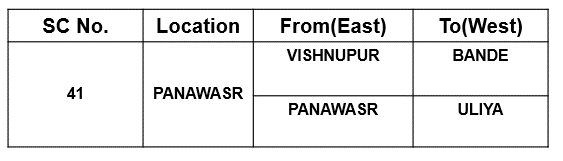 SC No. Location From(East) To(West)
VISHNUPUR BANDE
41 PANAWASR
PANAWASR ULIYA